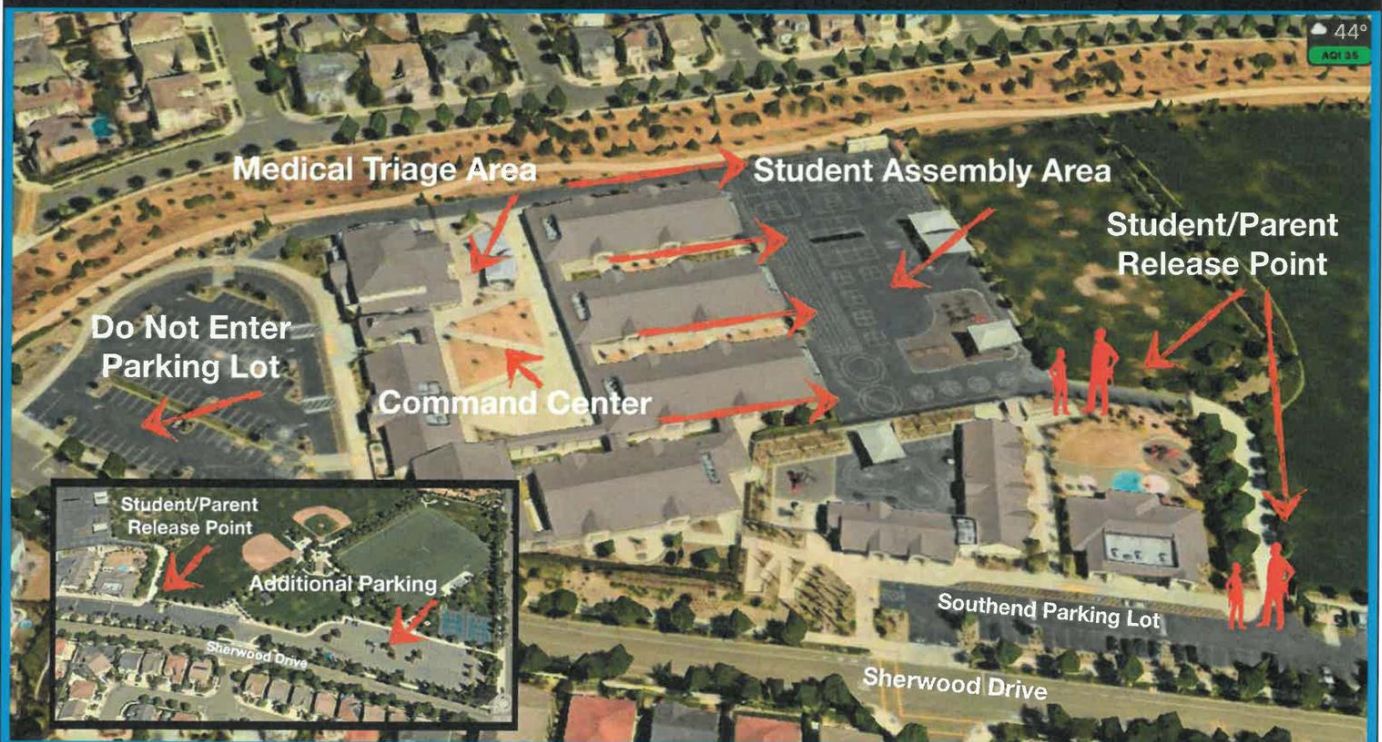 44°
AQI 35
Medical Triage Area
Student Assembly Area
Student/Parent
Release Point
Do Not Enter
Parking Lot
Command Center
Student/Parent
Release Point
Additional Parking
Sherwood Drive
Southend Parking Lot
Sherwood Drive